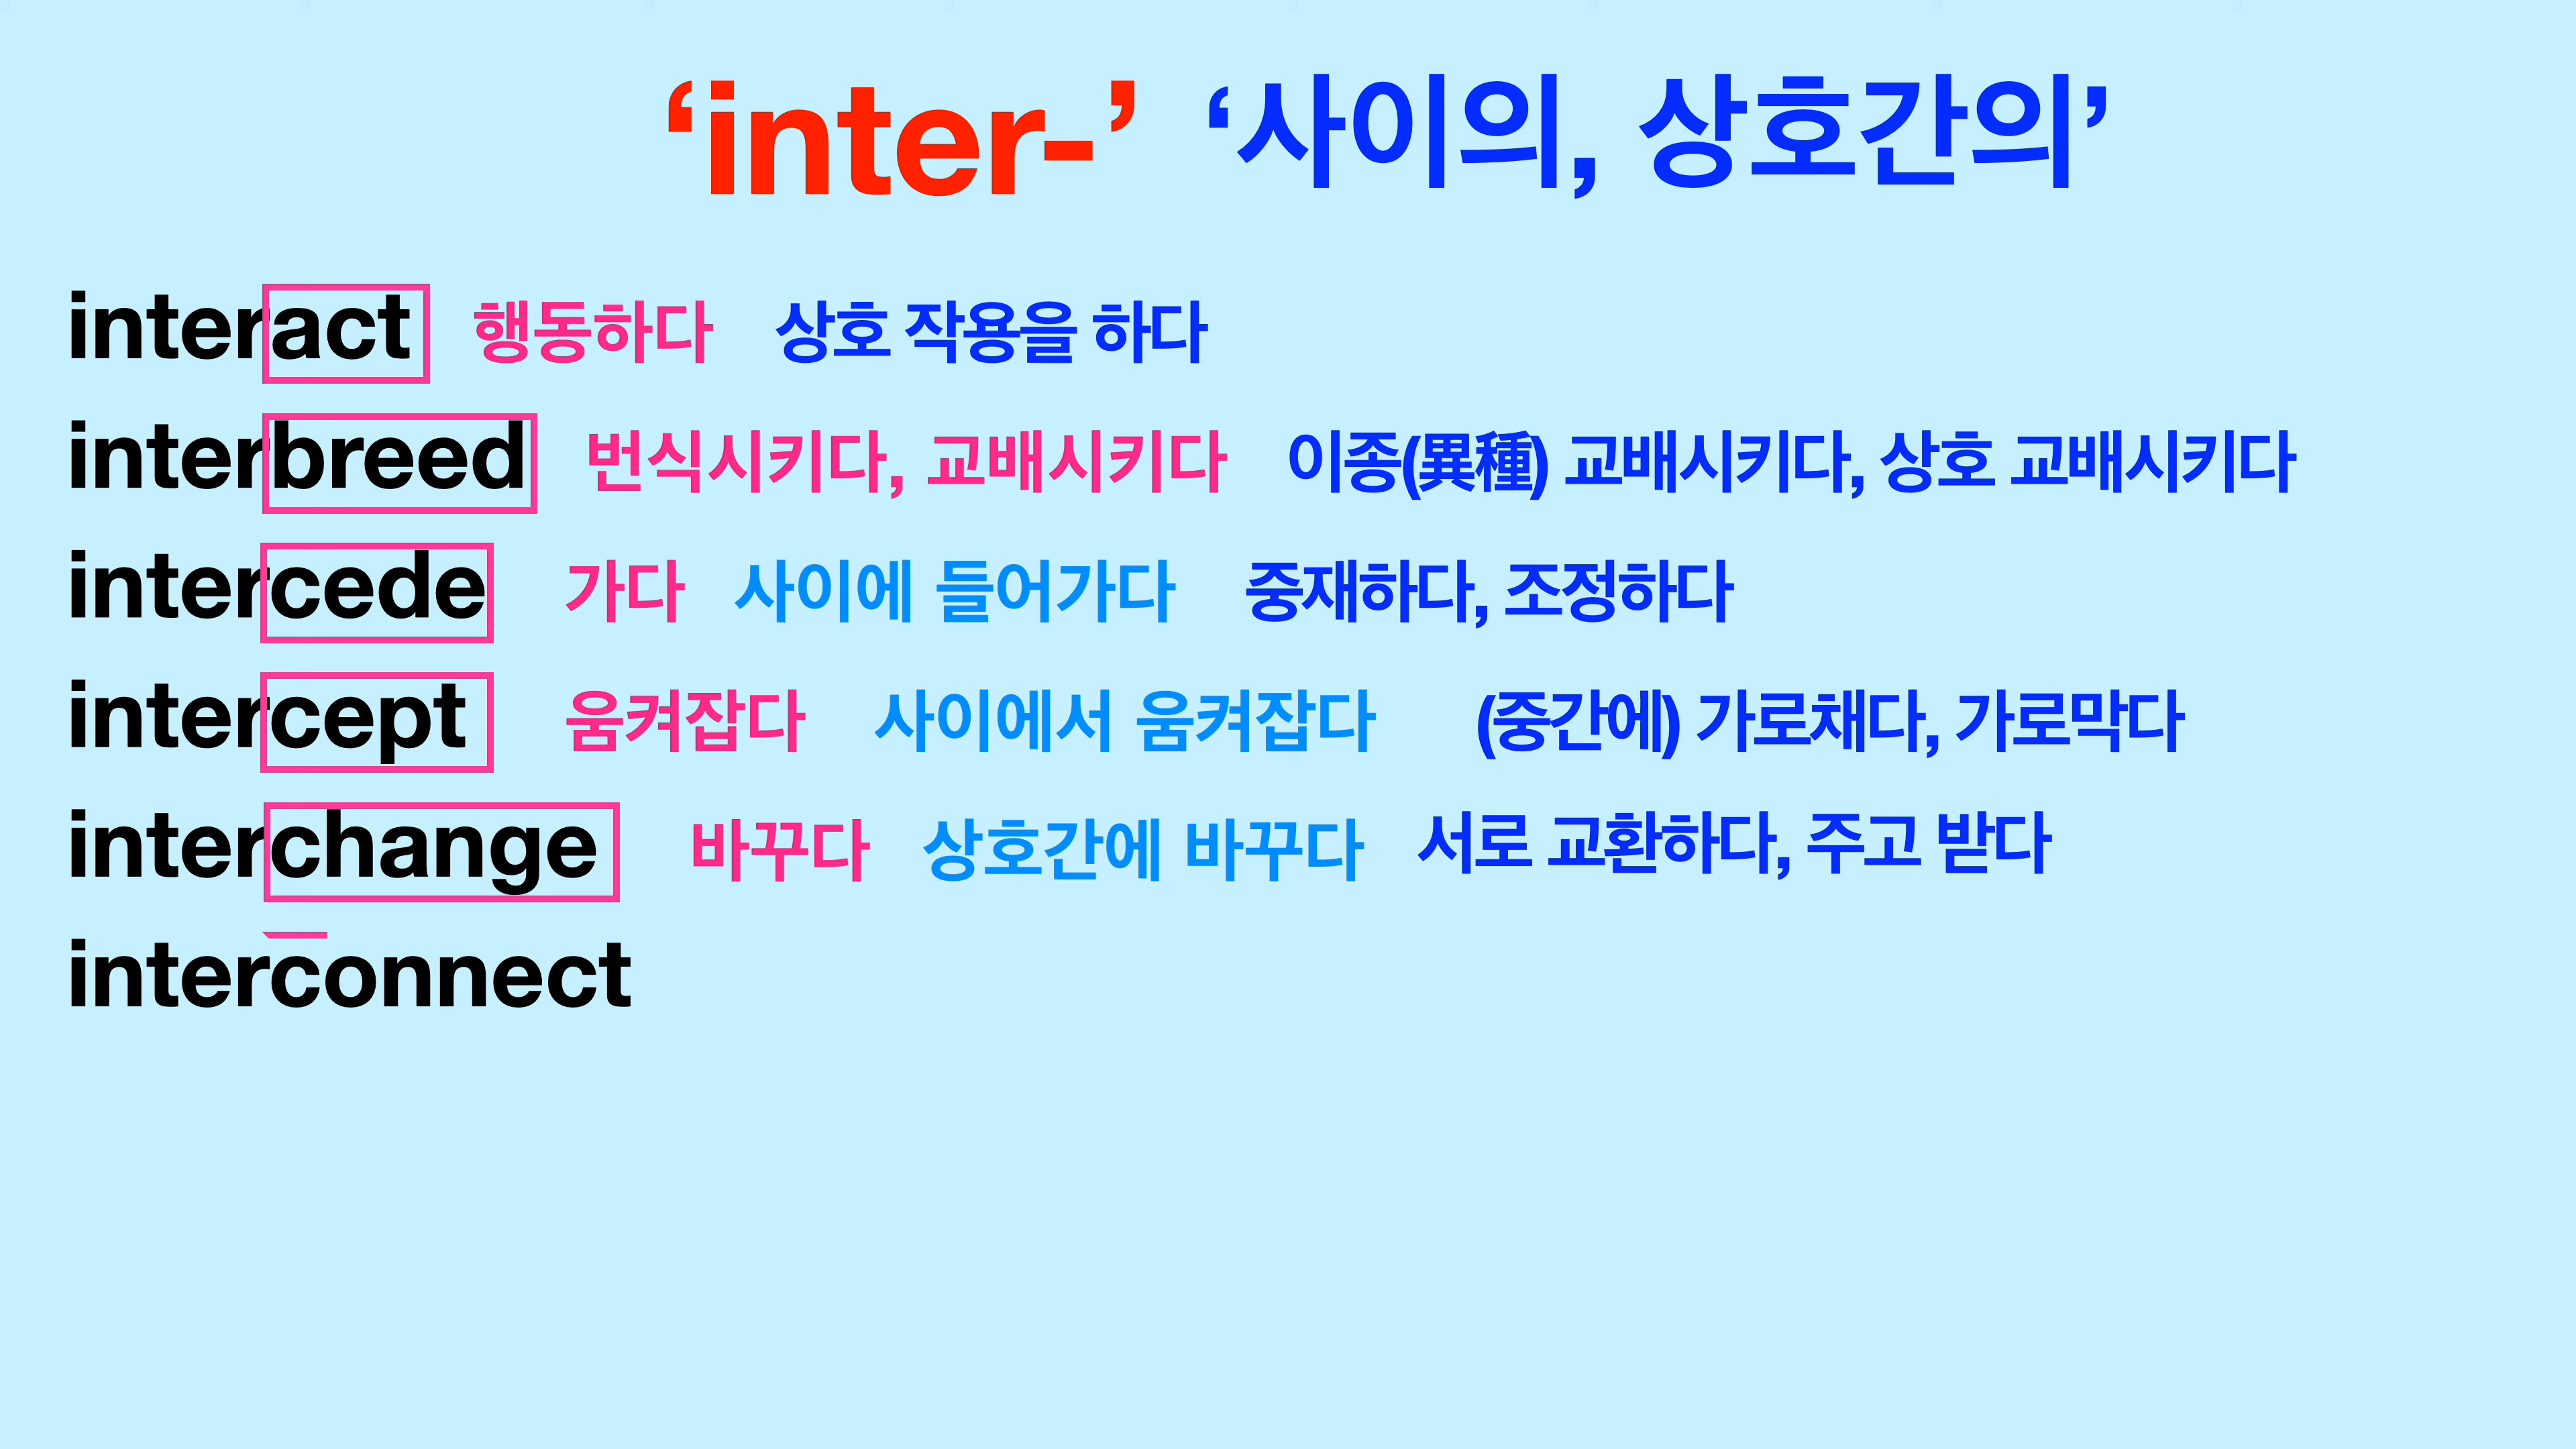 ‘inter-’ ‘사이의, 상호간의’
interact 행동하다 상호 작용을 하다
interbreed 번식시키다, 교배시키다 이종(異種) 교배시키다, 상호 교배시키다
intercede 가다 사이에 들어가다 중재하다, 조정하다
intercept 움켜잡다 사이에서 움켜잡다 (중간에) 가로채다, 가로막다
interchange 바꾸다 상호간에 바꾸다 서로 교환하다, 주고 받다
interconnect